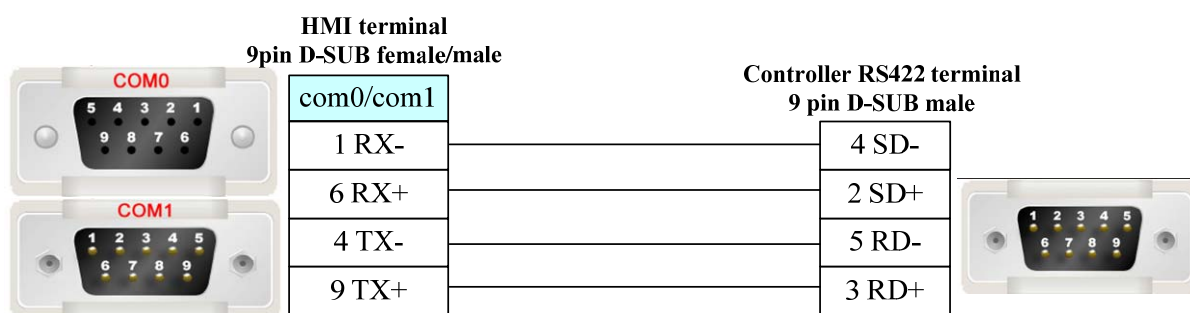 HMI terminal
9pin D-SUB female/male
COM0
5 4 3 2 1
9 8 7 6
COM1
1 2 3 4 5
6 7 8 9
com0/com1
1 RX-
6 RX+
4 TX-
9 TX+
Controller RS422 terminal
9 pin D-SUB male
4 SD-
2 SD+
5 RD-
3 RD+
1 2 3 4 5
6 7 8 9